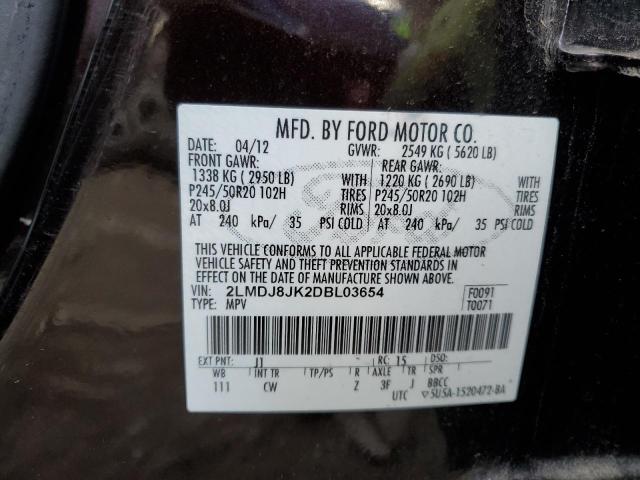 MFD. BY FORD MOTOR CO.
DATE: 04/12 GVWR: 2549 KG ( 5620 LB)
FRONT GAWR: REAR GAWR:
1338 KG ( 2950 LB) WITH 1220 KG ( 2690 LB) WITH
P245/50R20 102H TIRES P245/50R20 102H TIRES
20x8.0J RIMS 20x8.0J RIMS
AT 240 kPa/ 35 PSI COLD AT 240 kPa/ 35 PSI COLD
THIS VEHICLE CONFORMS TO ALL APPLICABLE FEDERAL MOTOR
VEHICLE SAFETY AND THEFT PREVENTION STANDARDS IN
EFFECT ON THE DATE OF MANUFACTURE SHOWN ABOVE.
VIN: 2LMDJ8JK2DBL03654 F0091
TYPE: MPV T0071
EXT PNT: J1 RC: 15 DSO:
WB INT TR TP/PS R AXLE TR SPR
111 CW Z 3F J BBCC
UTC ▽5U5A-1520472-BA